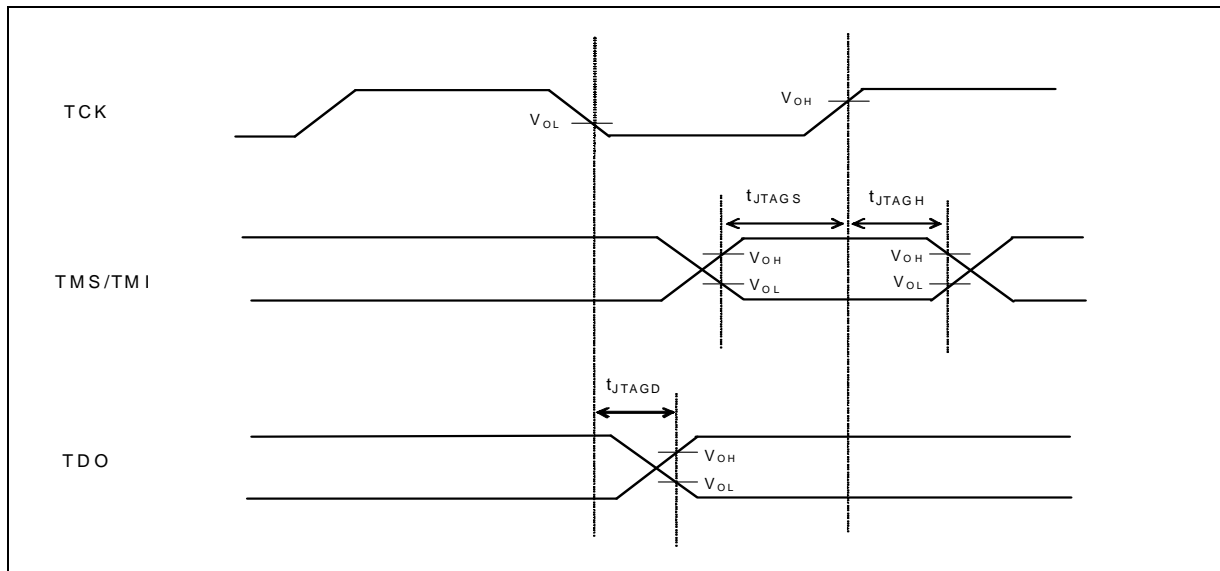 TCK
VOL
VOH
tJTAGS
tJTAGH
TMS/TMI
VOH
VOL
VOH
VOL
tJTAGD
TDO
VOH
VOL